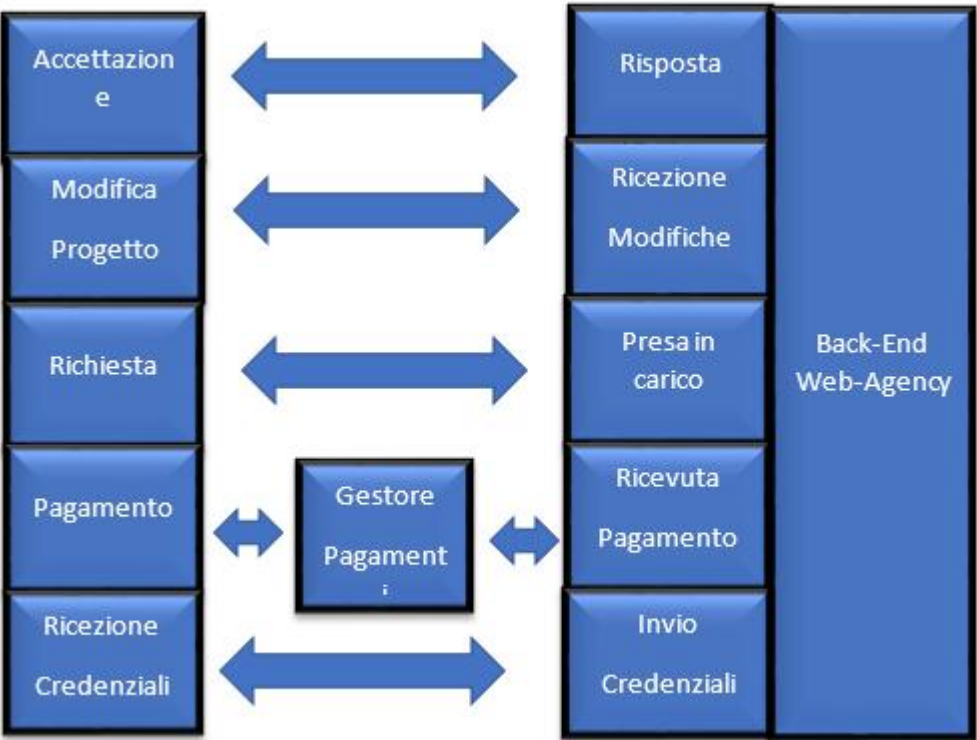 Accettazion
e
Risposta
Modifica
Progetto
Ricezione
Modifiche
Richiesta
Presa in
carico
Back-End
Web-Agency
Pagamento
Gestore
Pagament
i
Ricevuta
Pagamento
Ricezione
Credenziali
Invio
Credenziali